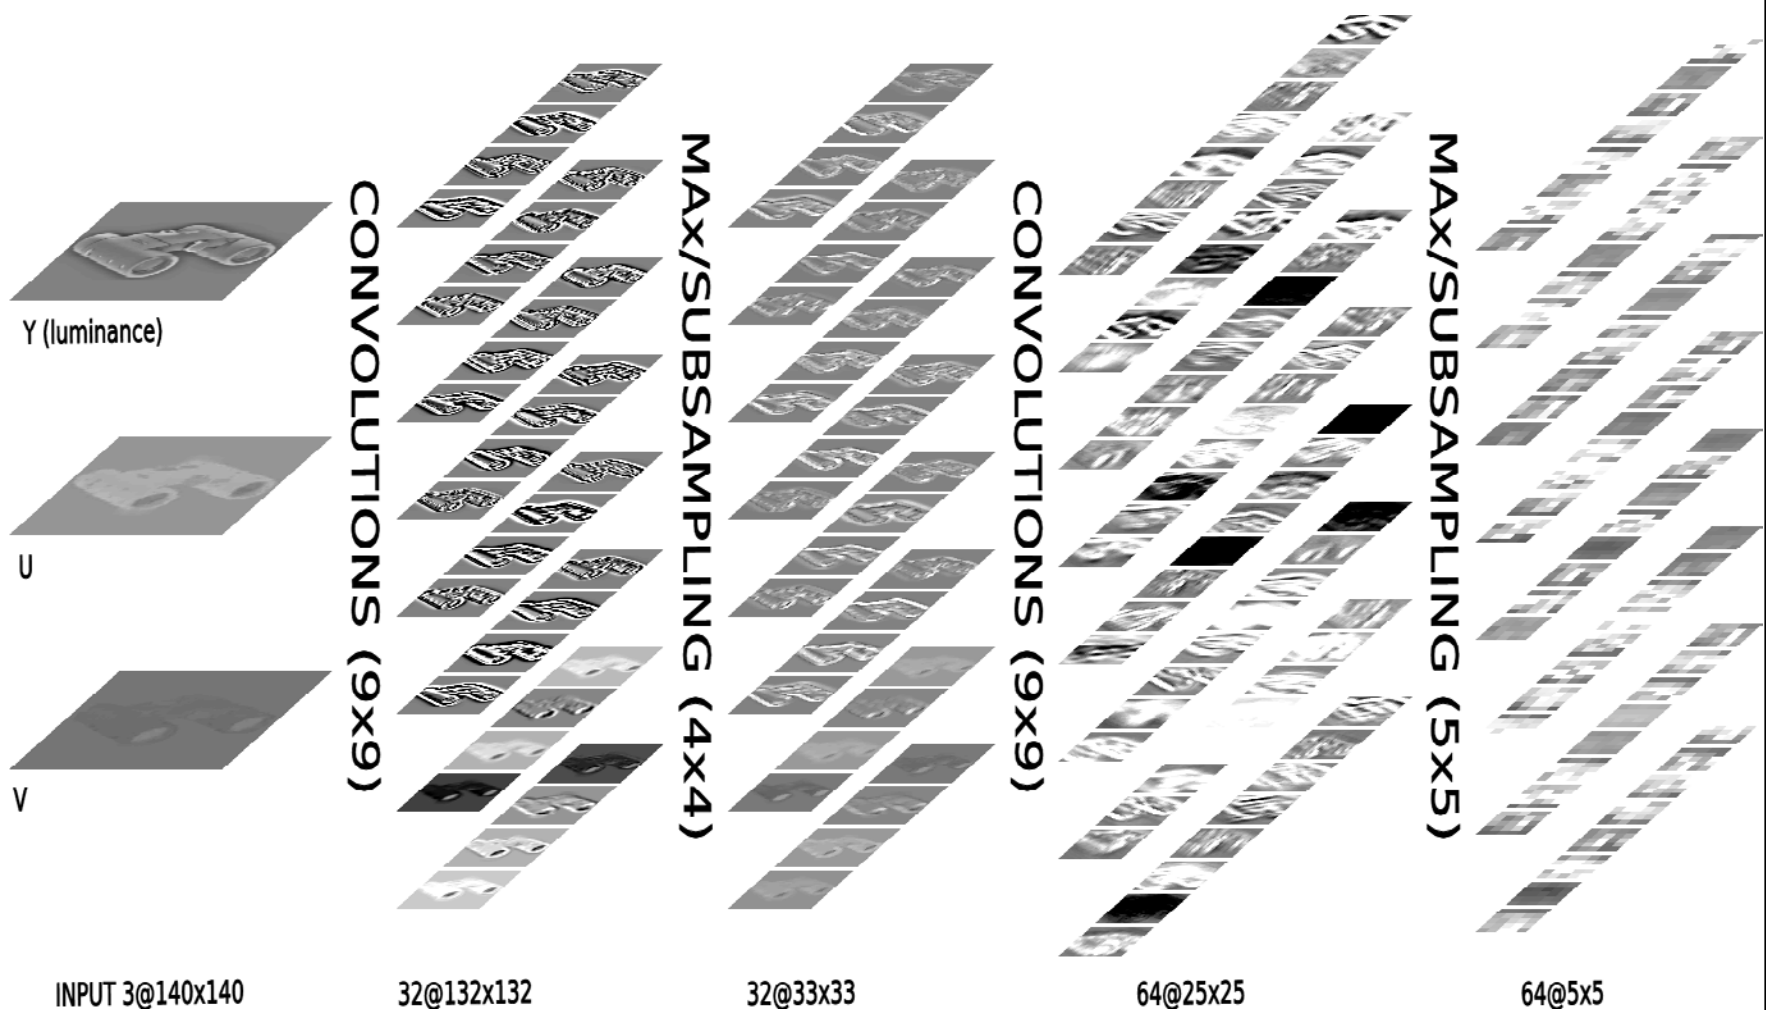 Y (luminance)
U
V
CONVOLUTIONS (9x9)
MAX/SUBSAMPLING (4x4)
CONVOLUTIONS (9x9)
MAX/SUBSAMPLING (5x5)
INPUT 3@140x140
32@132x132
32@33x33
64@25x25
64@5x5